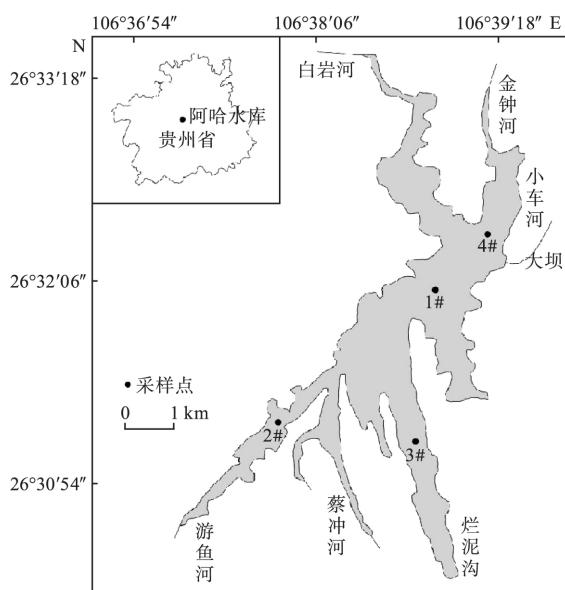 106°36′54″
106°38′06″
106°39′18″ E
N
26°33′18″
26°32′06″
26°30′54″
阿哈水库
贵州省
白岩河
金钟河
小车河
4#
大坝
1#
采样点
0 1 km
2#
3#
游鱼河
蔡冲河
烂泥沟